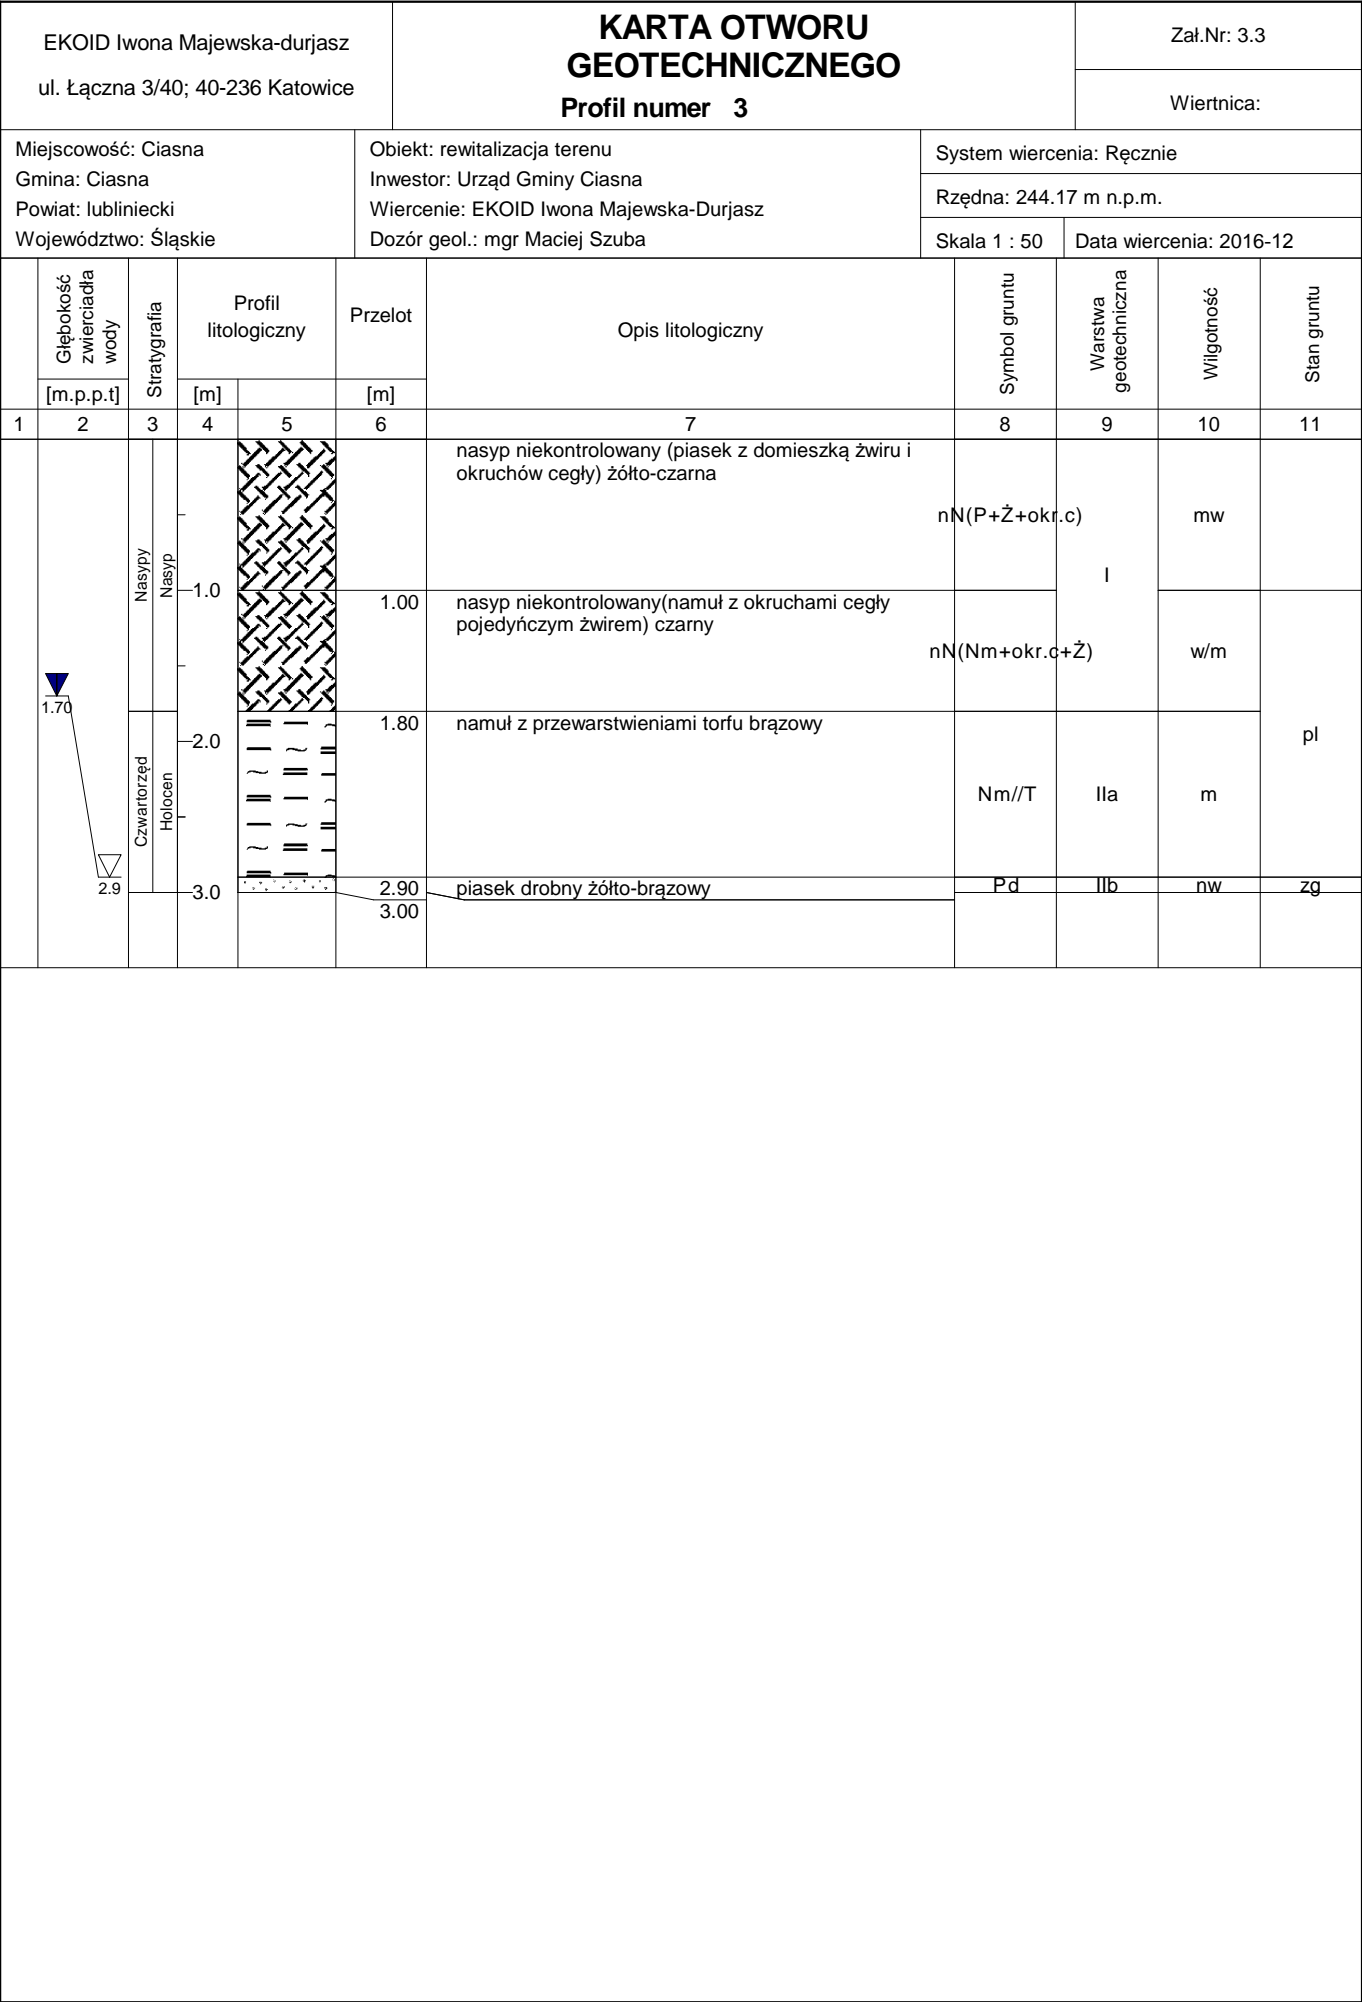 EKOID Iwona Majewska-durjasz
ul. Łączna 3/40; 40-236 Katowice
KARTA OTWORU
GEOTECHNICZNEGO
Profil numer 3
Zał.Nr: 3.3
Wiertnica:
Miejscowość: Ciasna
Gmina: Ciasna
Powiat: lubliniecki
Województwo: Śląskie
Obiekt: rewitalizacja terenu
Inwestor: Urząd Gminy Ciasna
Wiercenie: EKOID Iwona Majewska-Durjasz
Dozór geol.: mgr Maciej Szuba
System wiercenia: Ręcznie
Rzędna: 244.17 m n.p.m.
Skala 1 : 50
Data wiercenia: 2016-12
Głębokość
zwierciadła
wody
[m.p.p.t]
Stratygrafia
Profil
litologiczny
[m]
Przelot
[m]
Opis litologiczny
Symbol gruntu
Warstwa
geotechniczna
Wilgotność
Stan gruntu
1 2 3 4 5 6 7 8 9 10 11
nasyp niekontrolowany (piasek z domieszką żwiru i
okruchów cegły) żółto-czarna
nN(P+Ż+okr.c)
mw
Nasypy
Nasyp
I
1.0
1.00
nasyp niekontrolowany(namuł z okruchami cegły
pojedyńczym żwirem) czarny
nN(Nm+okr.c+Ż)
w/m
1.70
1.80
namuł z przewarstwieniami torfu brązowy
2.0
pl
Czwartorzęd
Holocen
Nm//T
IIa
m
2.9
3.0
2.90
piasek drobny żółto-brązowy
Pd
IIb
nw
zg
3.00